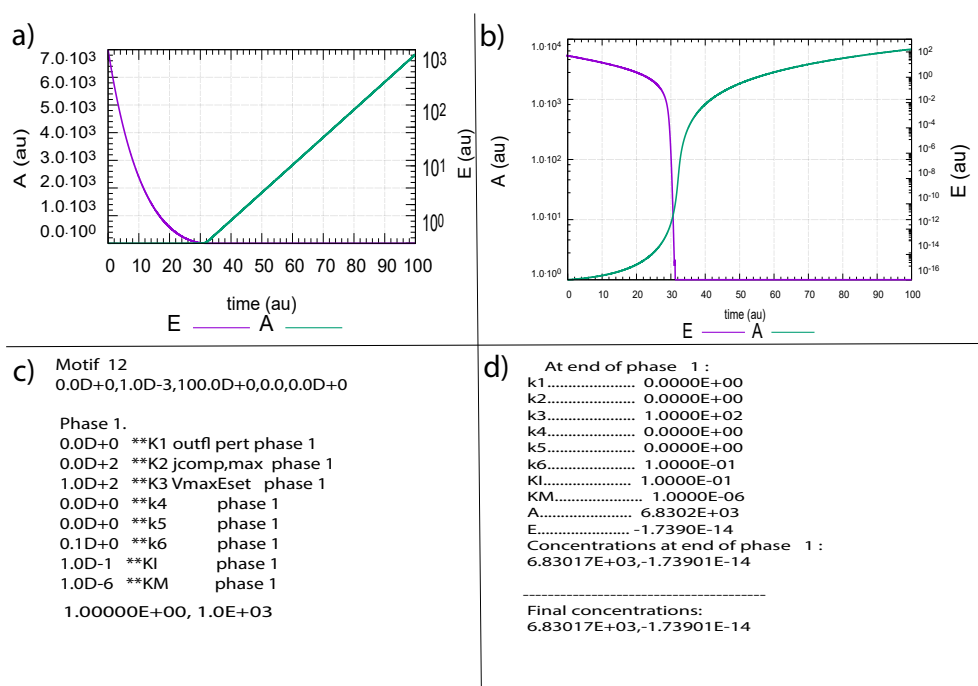 a)
7.0·10³
6.0·10³
5.0·10³
4.0·10³
3.0·10³
2.0·10³
1.0·10³
0.0·10⁰
A (au)
10³
10²
10¹
10⁰
E (au)
0 10 20 30 40 50 60 70 80 90 100
time (au)
E A
b)
1.0·10⁴
1.0·10³
1.0·10²
1.0·10¹
1.0·10⁰
A (au)
10²
10⁰
10⁻²
10⁻⁴
10⁻⁶
10⁻⁸
10⁻¹⁰
10⁻¹²
10⁻¹⁴
10⁻¹⁶
E (au)
0 10 20 30 40 50 60 70 80 90 100
time (au)
E A
c)
Motif 12
0.0D+0,1.0D-3,100.0D+0,0.0,0.0D+0
Phase 1.
0.0D+0 **K1 outfl pert phase 1
0.0D+2 **K2 jcomp,max phase 1
1.0D+2 **K3 VmaxEset phase 1
0.0D+0 **k4 phase 1
0.0D+0 **k5 phase 1
0.1D+0 **k6 phase 1
1.0D-1 **KI phase 1
1.0D-6 **KM phase 1
1.00000E+00, 1.0E+03
d)
At end of phase 1 :
k1..................... 0.0000E+00
k2..................... 0.0000E+00
k3..................... 1.0000E+02
k4..................... 0.0000E+00
k5..................... 0.0000E+00
k6..................... 1.0000E-01
KI..................... 1.0000E-01
KM..................... 1.0000E-06
A..................... 6.8302E+03
E..................... -1.7390E-14
Concentrations at end of phase 1 :
6.83017E+03,-1.73901E-14
---------------------------------------
Final concentrations:
6.83017E+03,-1.73901E-14